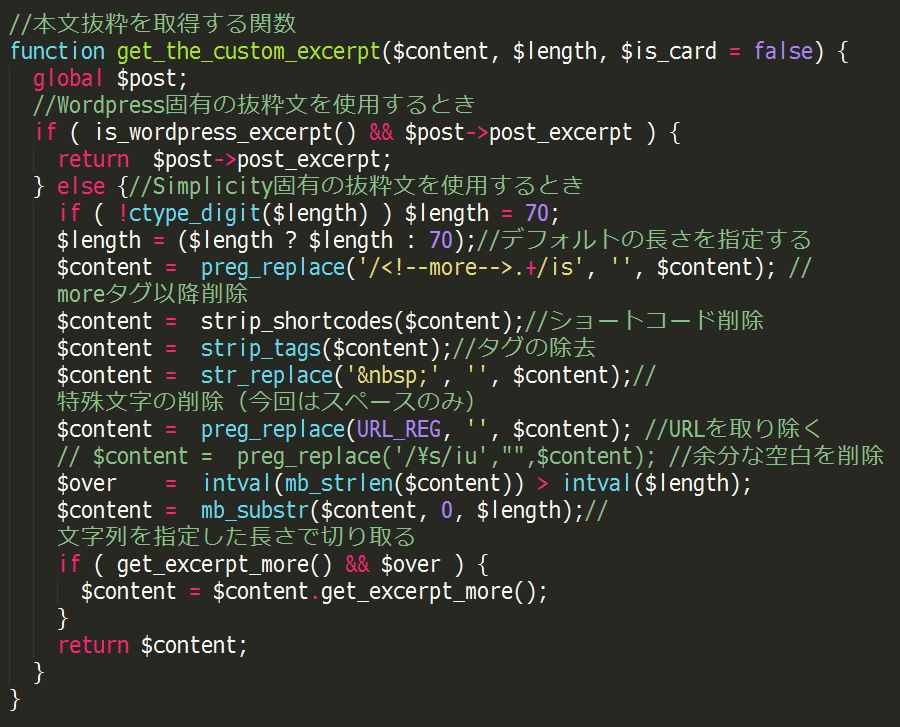 //本文抜粋を取得する関数
function get_the_custom_excerpt($content, $length, $is_card = false) {
  global $post;
  //Wordpress固有の抜粋文を使用するとき
  if ( is_wordpress_excerpt() && $post->post_excerpt ) {
    return  $post->post_excerpt;
  } else {//Simplicity固有の抜粋文を使用するとき
    if ( !ctype_digit($length) ) $length = 70;
    $length = ($length ? $length : 70);//デフォルトの長さを指定する
    $content =  preg_replace('/<!--more-->.+/is', '', $content); //
    moreタグ以降削除
    $content =  strip_shortcodes($content);//ショートコード削除
    $content =  strip_tags($content);//タグの除去
    $content =  str_replace('&nbsp;', '', $content);//
    特殊文字の削除（今回はスペースのみ）
    $content =  preg_replace(URL_REG, '', $content); //URLを取り除く
    // $content =  preg_replace('/¥s/iu',"",$content); //余分な空白を削除
    $over    =  intval(mb_strlen($content)) > intval($length);
    $content =  mb_substr($content, 0, $length);//
    文字列を指定した長さで切り取る
    if ( get_excerpt_more() && $over ) {
      $content = $content.get_excerpt_more();
    }
    return $content;
  }
}